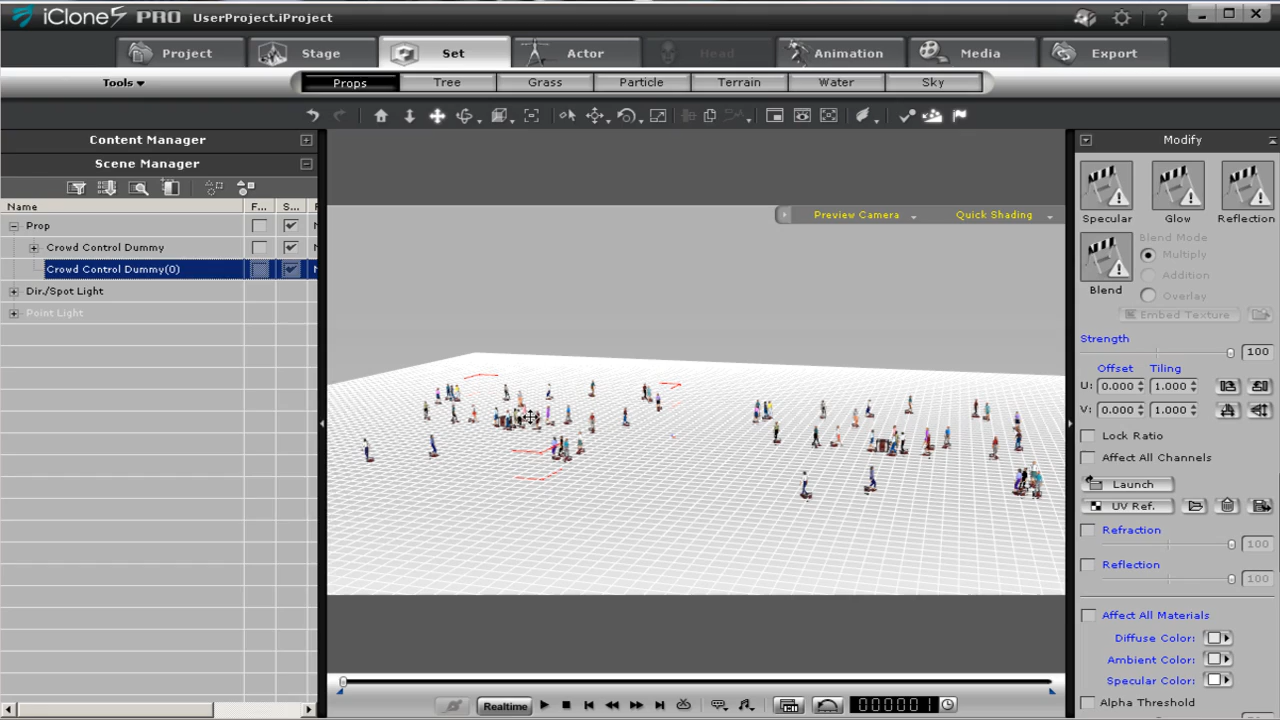 iClone5 PRO UserProject.iProject
Project Stage Set Actor Head Animation Media Export
Tools Props Tree Grass Particle Terrain Water Sky
Content Manager
Scene Manager
Name F... S...
Prop
Crowd Control Dummy
Crowd Control Dummy(0)
Dir./Spot Light
Point Light
Preview Camera Quick Shading
Realtime 000001
Modify
Specular Glow Reflection
Blend
Blend Mode
Multiply
Addition
Overlay
Embed Texture
Strength
100
Offset Tiling
U: 0.000 1.000
V: 0.000 1.000
Lock Ratio
Affect All Channels
Launch
UV Ref.
Refraction
100
Reflection
100
Affect All Materials
Diffuse Color:
Ambient Color:
Specular Color:
Alpha Threshold